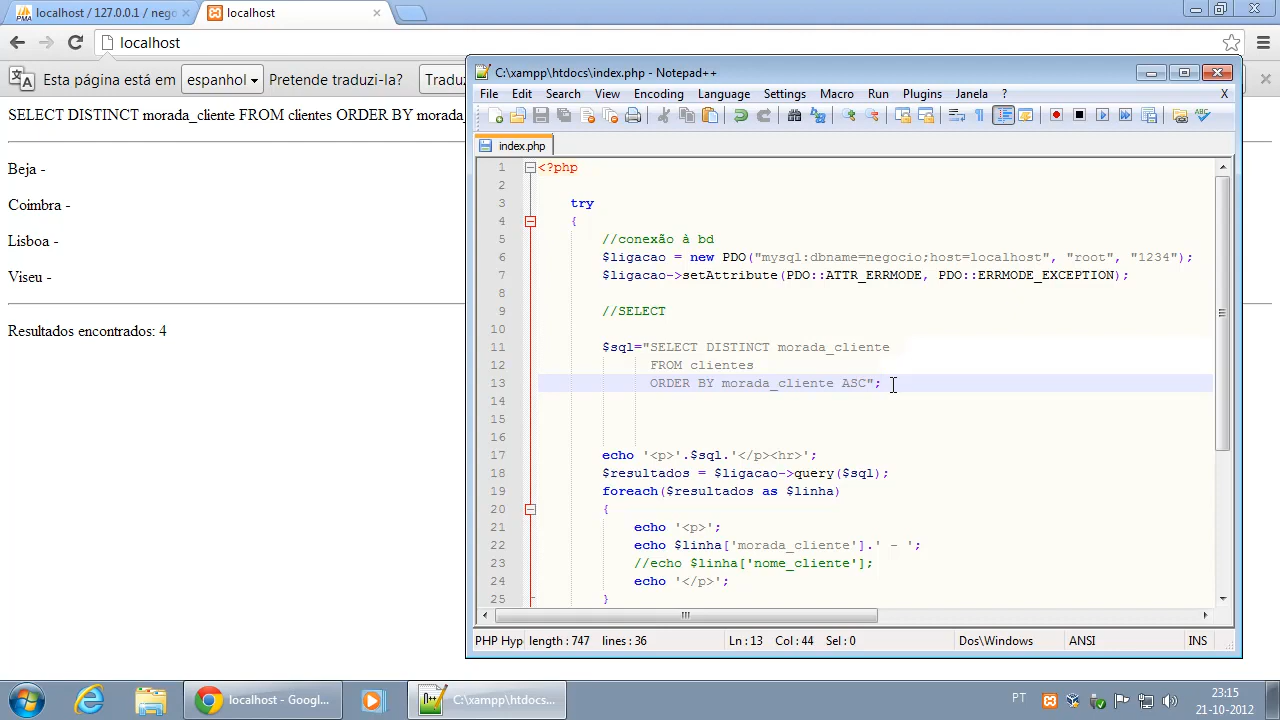 localhost / 127.0.0.1 / nego
localhost
localhost
Esta página está em espanhol Pretende traduzi-la? Traduz
SELECT DISTINCT morada_cliente FROM clientes ORDER BY morada_
Beja -
Coimbra -
Lisboa -
Viseu -
Resultados encontrados: 4
C:\xampp\htdocs\index.php - Notepad++
File Edit Search View Encoding Language Settings Macro Run Plugins Janela ? X
index.php
1 <?php
2
3 try
4 {
5 //conexão à bd
6 $ligacao = new PDO("mysql:dbname=negocio;host=localhost", "root", "1234");
7 $ligacao->setAttribute(PDO::ATTR_ERRMODE, PDO::ERRMODE_EXCEPTION);
8
9 //SELECT
10
11 $sql="SELECT DISTINCT morada_cliente
12 FROM clientes
13 ORDER BY morada_cliente ASC";
14
15
16
17 echo '<p>'.$sql.'</p><hr>';
18 $resultados = $ligacao->query($sql);
19 foreach($resultados as $linha)
20 {
21 echo '<p>';
22 echo $linha['morada_cliente'].' - ';
23 //echo $linha['nome_cliente'];
24 echo '</p>';
25 }
PHP Hyp length : 747 lines : 36 Ln : 13 Col : 44 Sel : 0 Dos\Windows ANSI INS
localhost - Googl...
C:\xampp\htdocs...
PT
23:15
21-10-2012